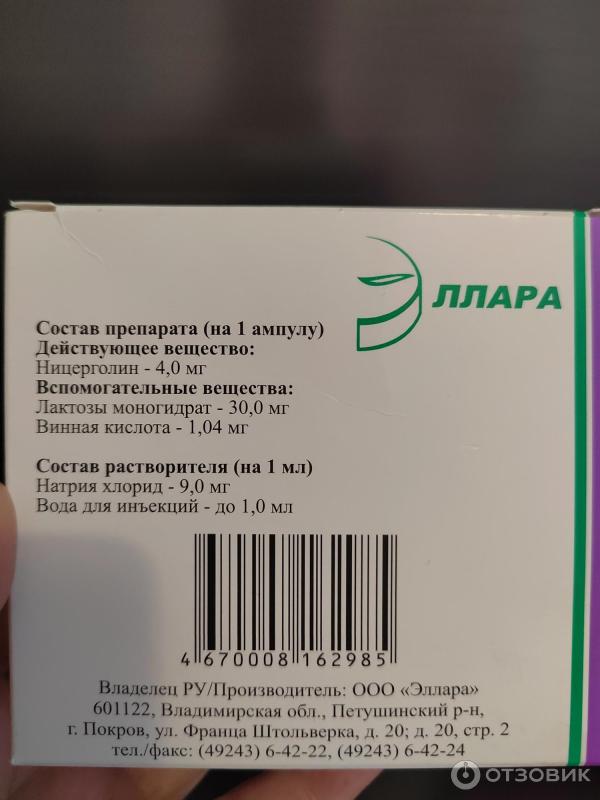 ЭЛЛАРА
Состав препарата (на 1 ампулу)
Действующее вещество:
Ницерголин - 4,0 мг
Вспомогательные вещества:
Лактозы моногидрат - 30,0 мг
Винная кислота - 1,04 мг
Состав растворителя (на 1 мл)
Натрия хлорид - 9,0 мг
Вода для инъекций - до 1,0 мл
4 670008 162985
Владелец РУ/Производитель: ООО «Эллара»
601122, Владимирская обл., Петушинский р-н,
г. Покров, ул. Франца Штольверка, д. 20; д. 20, стр. 2
тел./факс: (49243) 6-42-22, (49243) 6-42-24
ОТЗОВИК